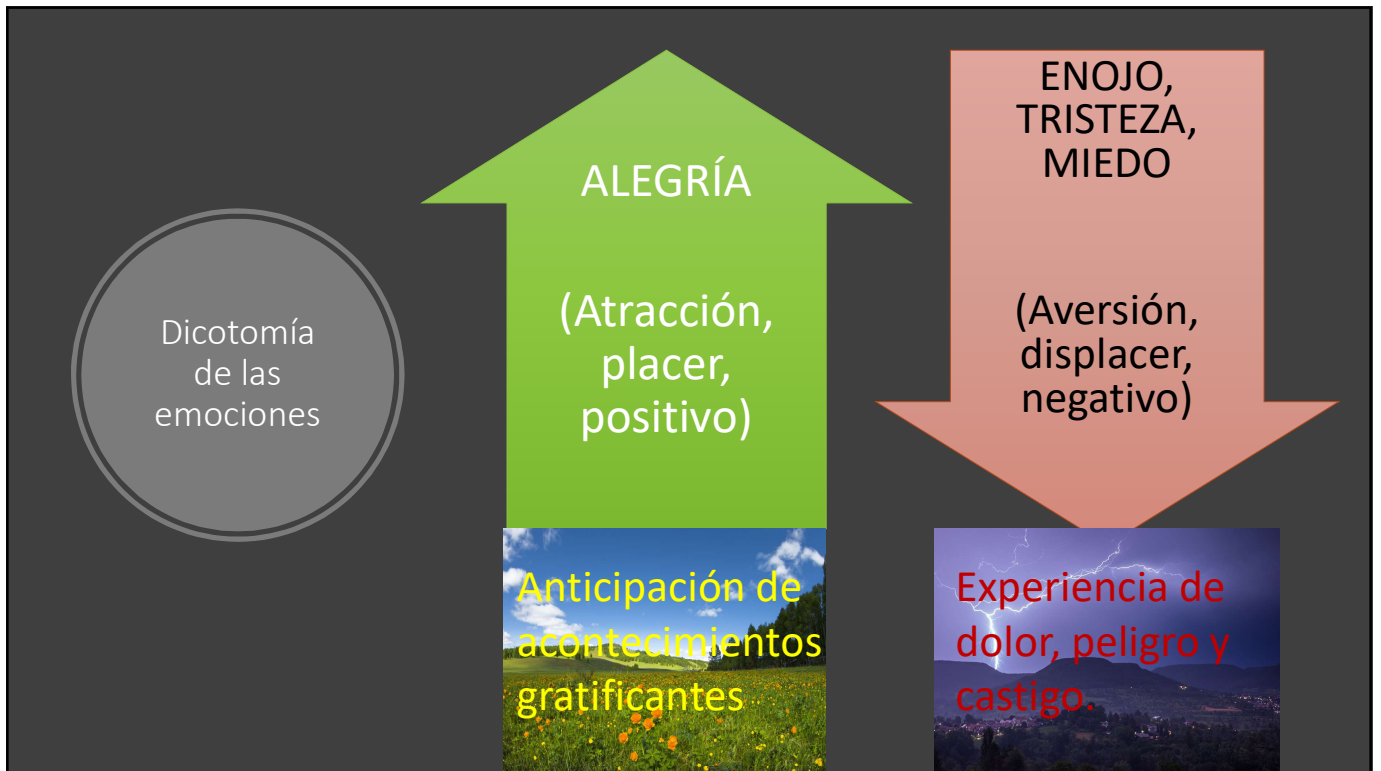 Dicotomía
de las
emociones
ALEGRÍA
(Atracción,
placer,
positivo)
Anticipación de
acontecimientos
gratificantes
ENOJO,
TRISTEZA,
MIEDO
(Aversión,
displacer,
negativo)
Experiencia de
dolor, peligro y
castigo.